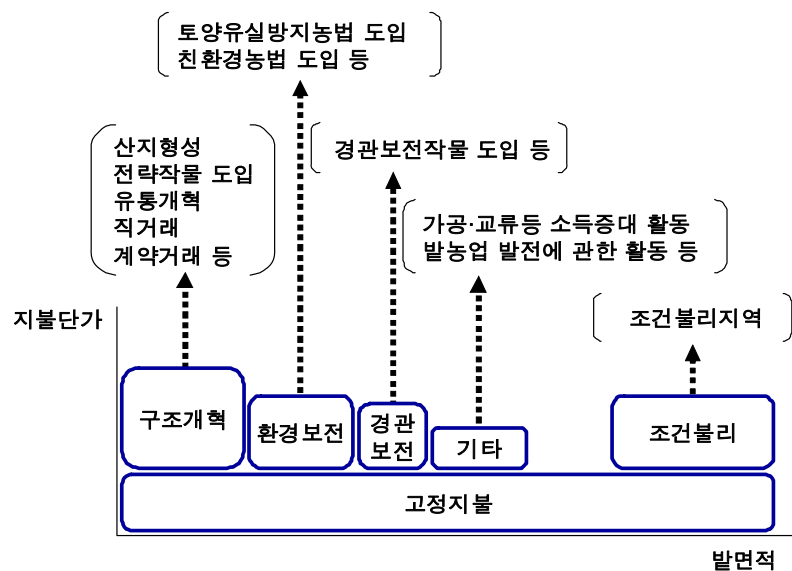 토양유실방지농법 도입
친환경농법 도입 등
산지형성
전략작물 도입
유통개혁
직거래
계약거래 등
경관보전작물 도입 등
가공·교류등 소득증대 활동
밭농업 발전에 관한 활동 등
지불단가
조건불리지역
구조개혁
환경보전
경관
보전
기타
조건불리
고정지불
밭면적